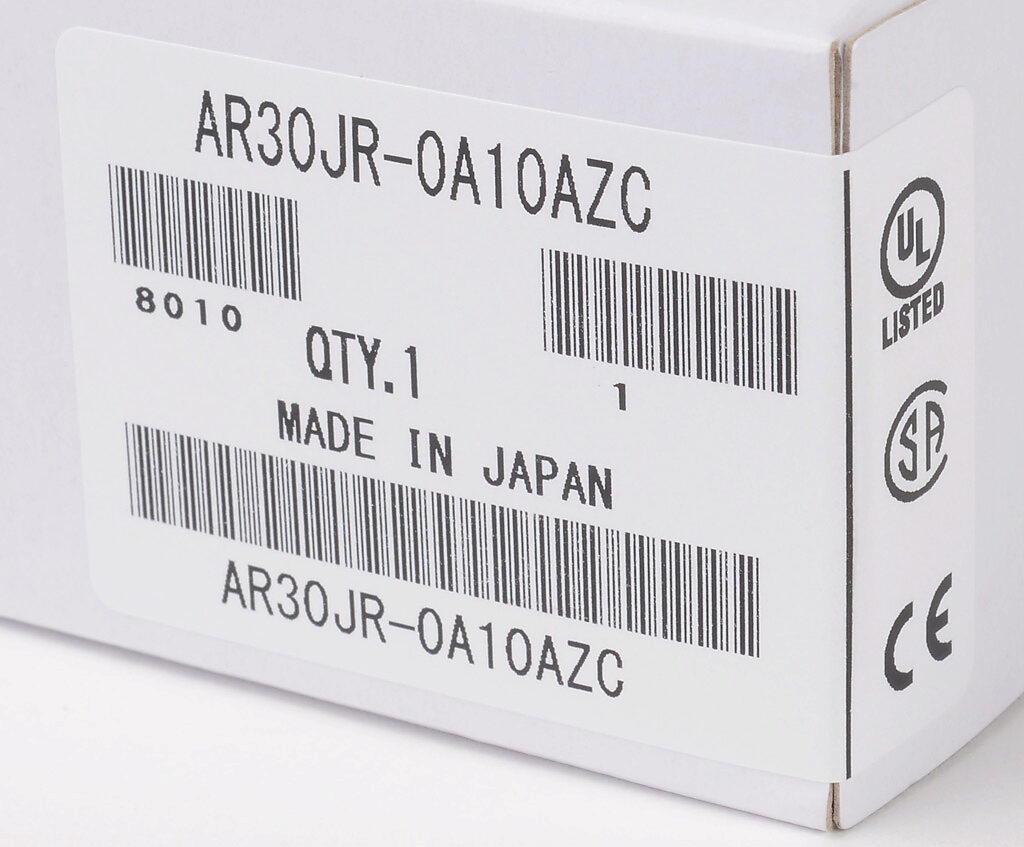 AR30JR-0A10AZC
8010
1
QTY.1
MADE IN JAPAN
AR30JR-0A10AZC
UL
LISTED
SA
CE